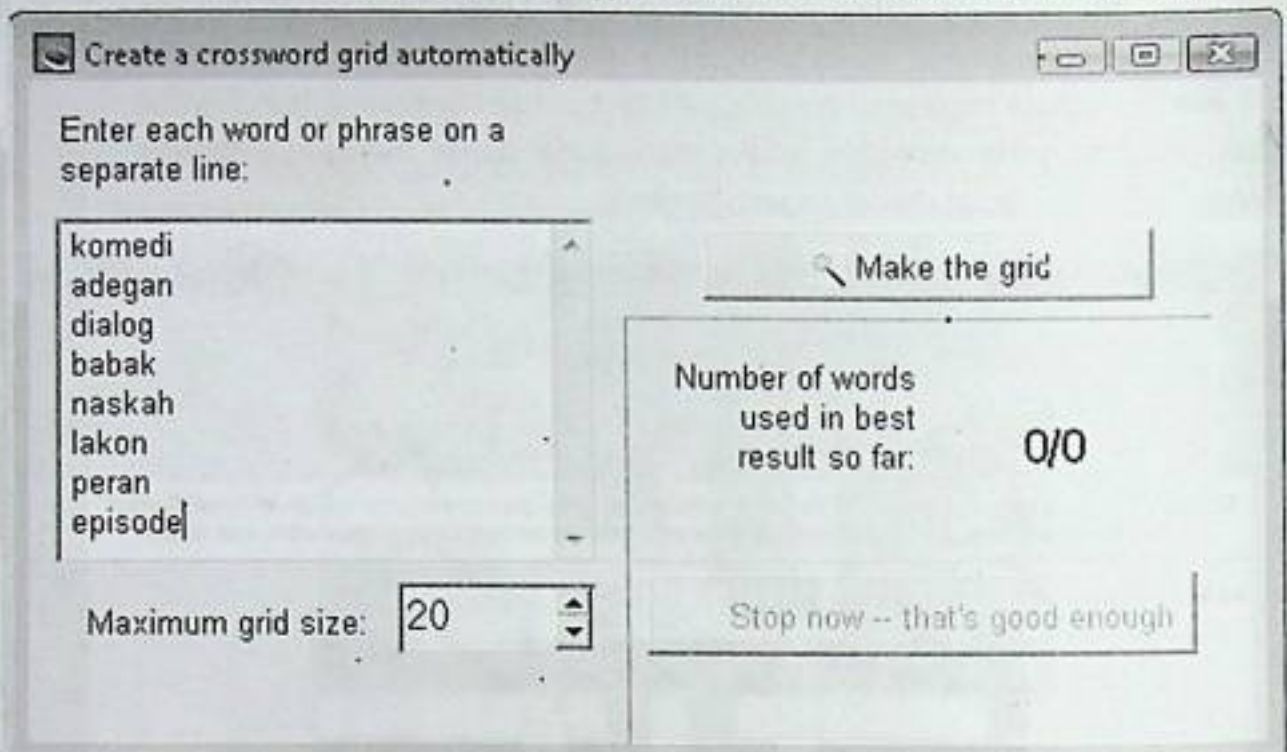 Create a crossword grid automatically
Enter each word or phrase on a
separate line:
komedi
adegan
dialog
babak
naskah
lakon
peran
episode
Make the grid
Number of words
used in best
result so far:
0/0
Maximum grid size:
20
Stop now -- that's good enough